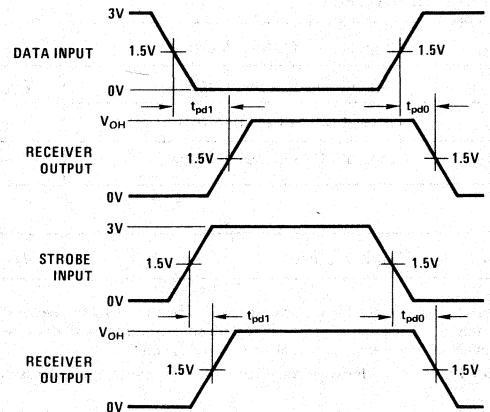 3V
DATA INPUT
1.5V
1.5V
0V
tpd1
tpd0
VOH
RECEIVER
OUTPUT
1.5V
1.5V
0V
3V
STROBE
INPUT
1.5V
1.5V
0V
tpd1
tpd0
VOH
RECEIVER
OUTPUT
1.5V
1.5V
0V